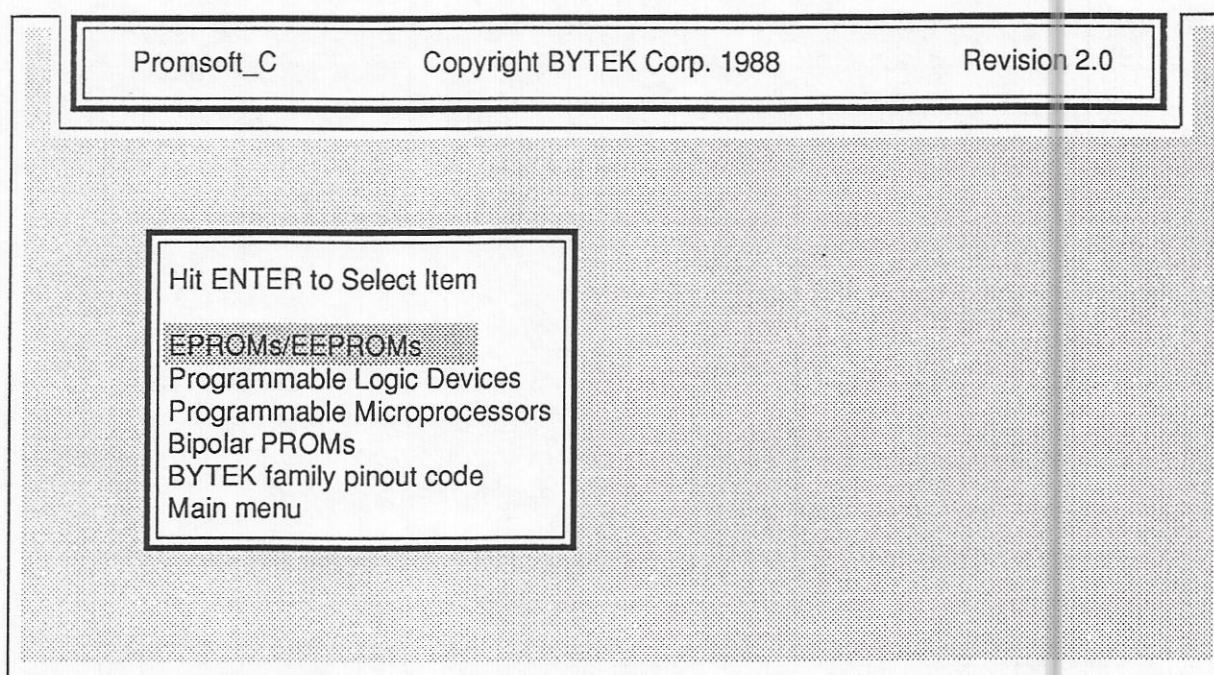 Promsoft_C Copyright BYTEK Corp. 1988 Revision 2.0
Hit ENTER to Select Item
EPROMs/EEPROMs
Programmable Logic Devices
Programmable Microprocessors
Bipolar PROMs
BYTEK family pinout code
Main menu